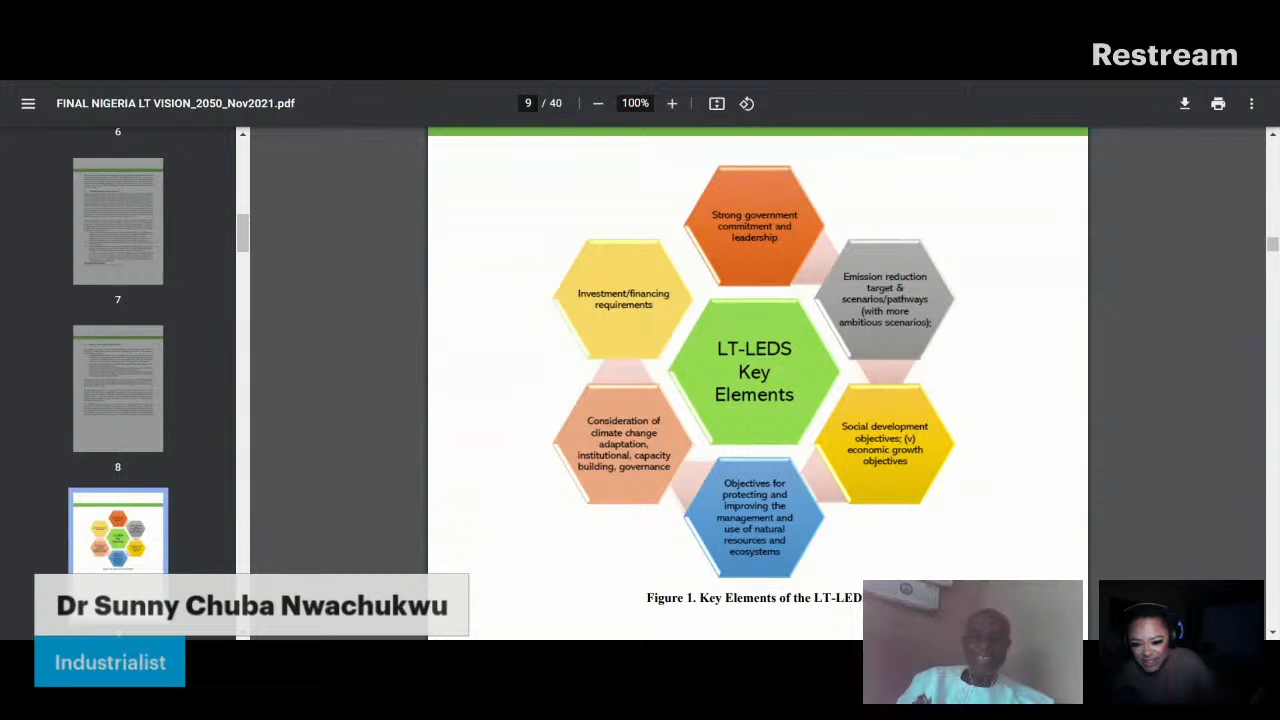 Restream
FINAL NIGERIA LT VISION_2050_Nov2021.pdf
9 / 40
100%
6
7
8
Strong government
commitment and
leadership
Investment/financing
requirements
Emission reduction
target &
scenarios/pathways
(with more
ambitious scenarios);
LT-LEDS
Key
Elements
Consideration of
climate change
adaptation,
institutional, capacity
building, governance
Social development
objectives; (v)
economic growth
objectives
Objectives for
protecting and
improving the
management and
use of natural
resources and
ecosystems
Figure 1. Key Elements of the LT-LED
Dr Sunny Chuba Nwachukwu
Industrialist